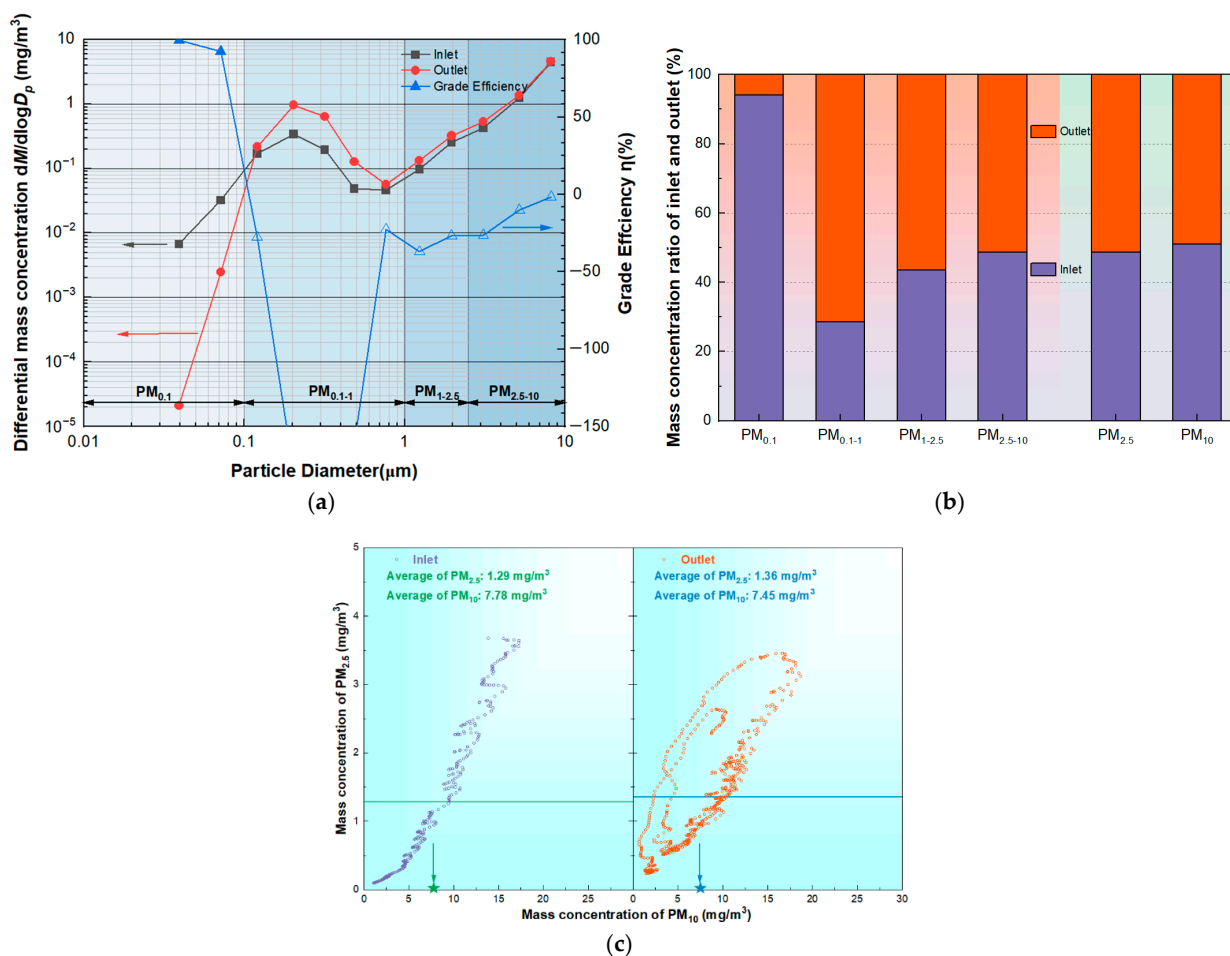 (a)
Differential mass concentration dM/dlogDₚ (mg/m³)
10
1
10⁻¹
10⁻²
10⁻³
10⁻⁴
10⁻⁵
Inlet
Outlet
Grade Efficiency
PM₀.₁
PM₀.₁₋₁
PM₁₋₂.₅
PM₂.₅₋₁₀
100
50
0
−50
−100
−150
Grade Effciency η(%)
0.01
0.1
1
10
Particle Diameter(μm)
(b)
Mass concentration ratio of inlet and outlet (%)
100
80
60
40
20
0
Outlet
Inlet
PM₀.₁
PM₀.₁₋₁
PM₁₋₂.₅
PM₂.₅₋₁₀
PM₂.₅
PM₁₀
(c)
Mass concentration of PM₂.₅ (mg/m³)
5
4
3
2
1
0
Inlet
Average of PM₂.₅: 1.29 mg/m³
Average of PM₁₀: 7.78 mg/m³
Outlet
Average of PM₂.₅: 1.36 mg/m³
Average of PM₁₀: 7.45 mg/m³
0 5 10 15 20 25 0 5 10 15 20 25 30
Mass concentration of PM₁₀ (mg/m³)